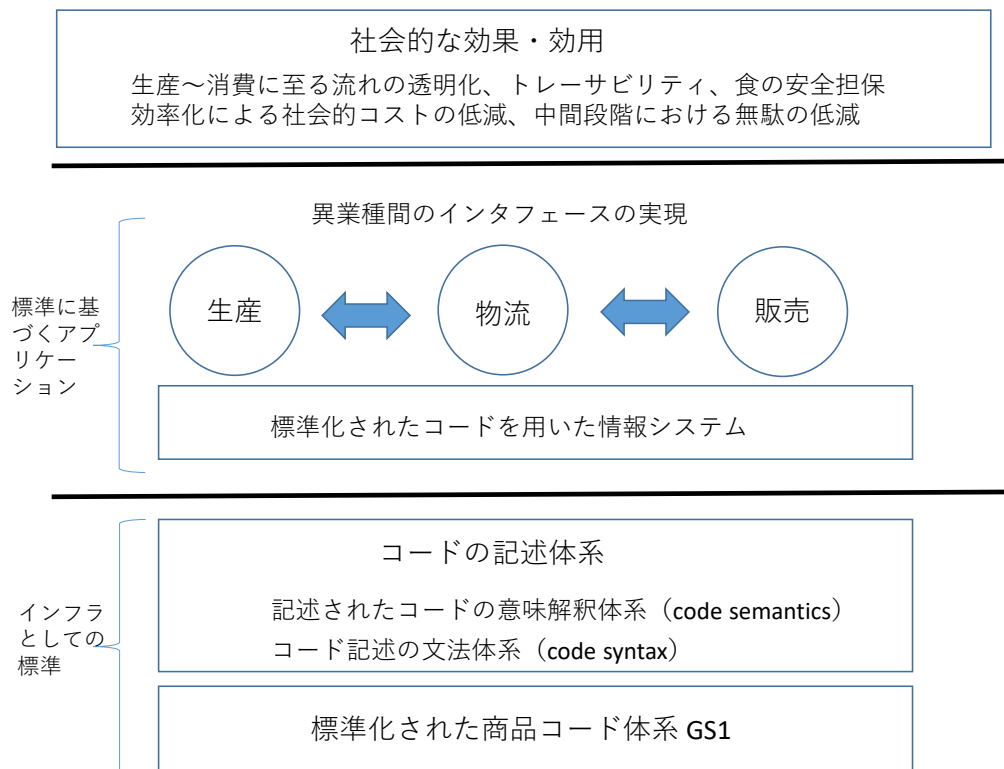 社会的な効果・効用
生産～消費に至る流れの透明化、トレーサビリティ、食の安全担保
効率化による社会的コストの低減、中間段階における無駄の低減
異業種間のインタフェースの実現
標準に基
づくアプ
リケー
ション
生産
物流
販売
標準化されたコードを用いた情報システム
インフラ
としての
標準
コードの記述体系
記述されたコードの意味解釈体系（code semantics）
コード記述の文法体系（code syntax）
標準化された商品コード体系 GS1